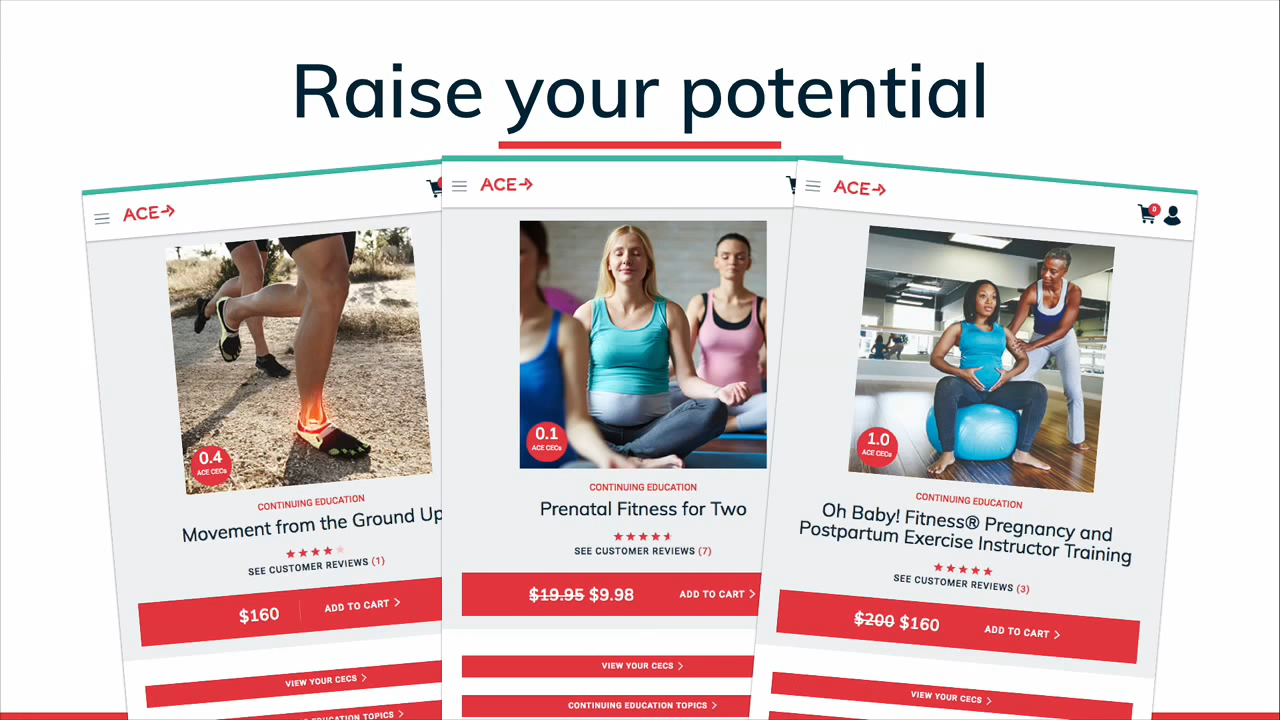 Raise your potential
ACE
0.4
ACE CECs
CONTINUING EDUCATION
Movement from the Ground Up
SEE CUSTOMER REVIEWS (1)
$160
ADD TO CART
VIEW YOUR CECS
EDUCATION TOPICS
ACE
0.1
ACE CECs
CONTINUING EDUCATION
Prenatal Fitness for Two
SEE CUSTOMER REVIEWS (7)
$19.95 $9.98
ADD TO CART
VIEW YOUR CECS
CONTINUING EDUCATION TOPICS
ACE
0
1.0
ACE CECs
CONTINUING EDUCATION
Oh Baby! Fitness® Pregnancy and
Postpartum Exercise Instructor Training
SEE CUSTOMER REVIEWS (3)
$200 $160
ADD TO CART
VIEW YOUR CECS